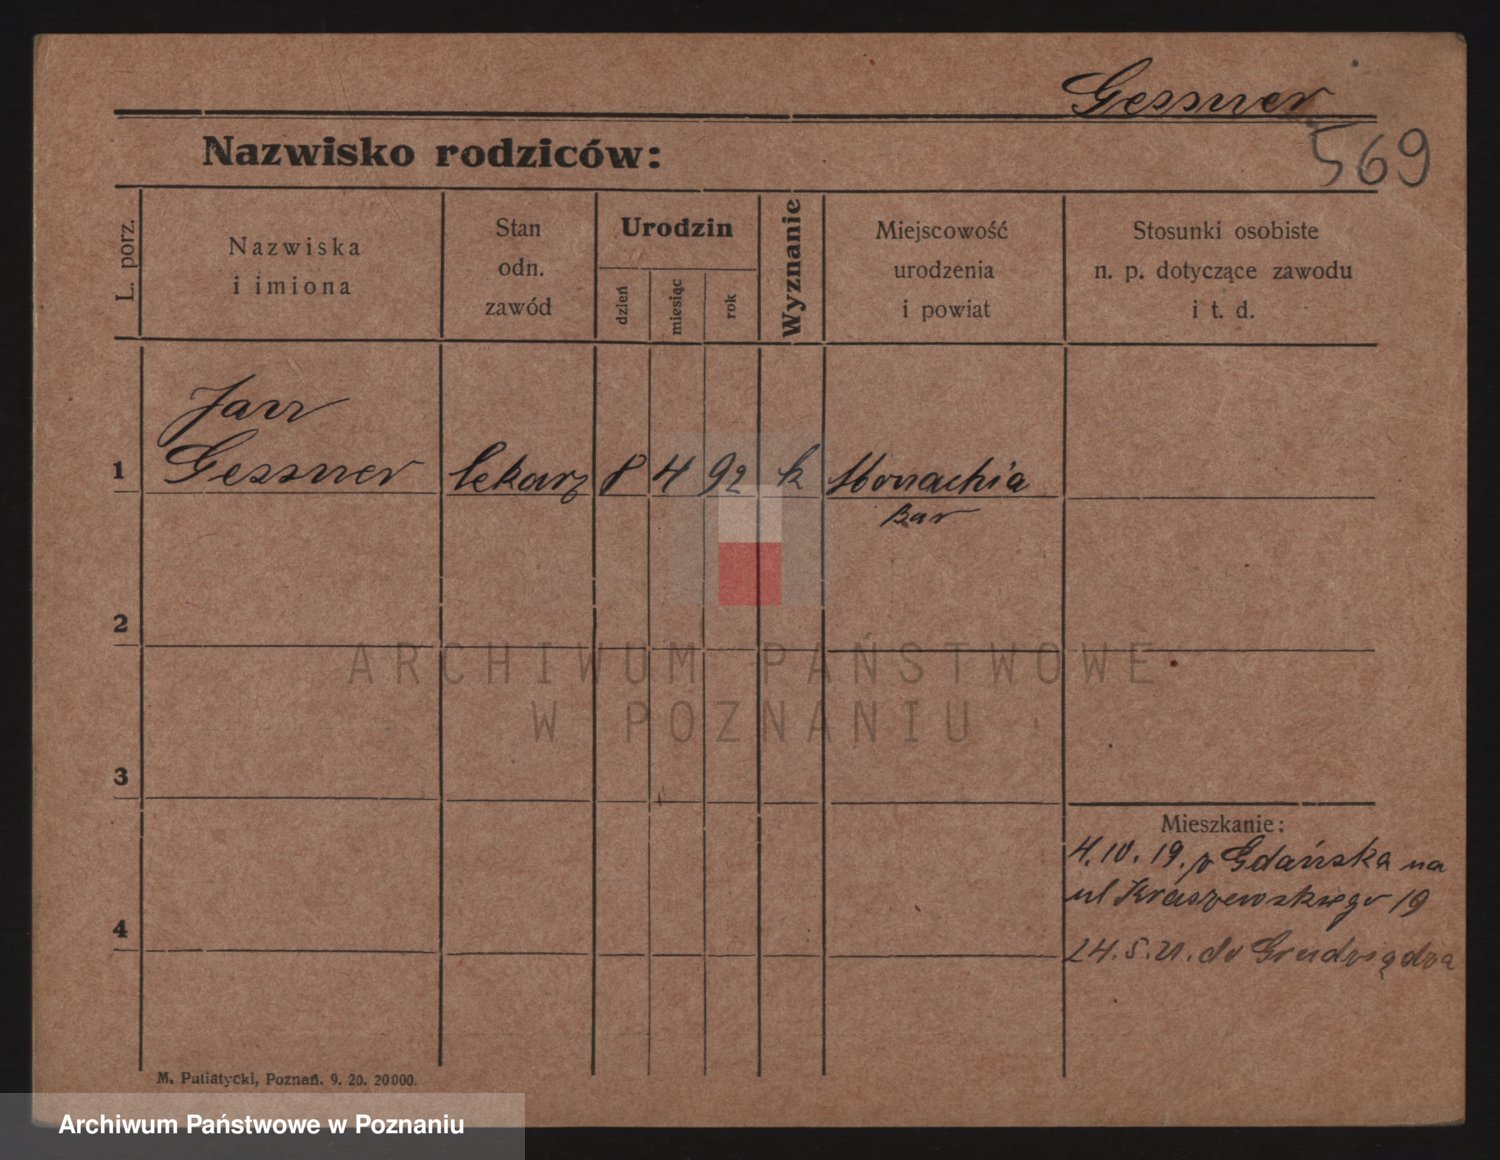 Gessner
569
Nazwisko rodziców:
L. porz.
Nazwiska
i imiona
Stan
odn.
zawód
Urodzin
dzień
miesiąc
rok
Wyznanie
Miejscowość
urodzenia
i powiat
Stosunki osobiste
n. p. dotyczące zawodu
i t. d.
Jan
1 Gessner lekarz 8 4 92 k Monachia
Bar
2
ARCHIWUM PAŃSTWOWE
W POZNANIU
3
Mieszkanie:
4.10.19. z Gdańska na
ul Kraszewskiego 19
4
24.5.21. do Grudziądza
M. Putiatycki, Poznań. 9. 20. 20000.
Archiwum Państwowe w Poznaniu